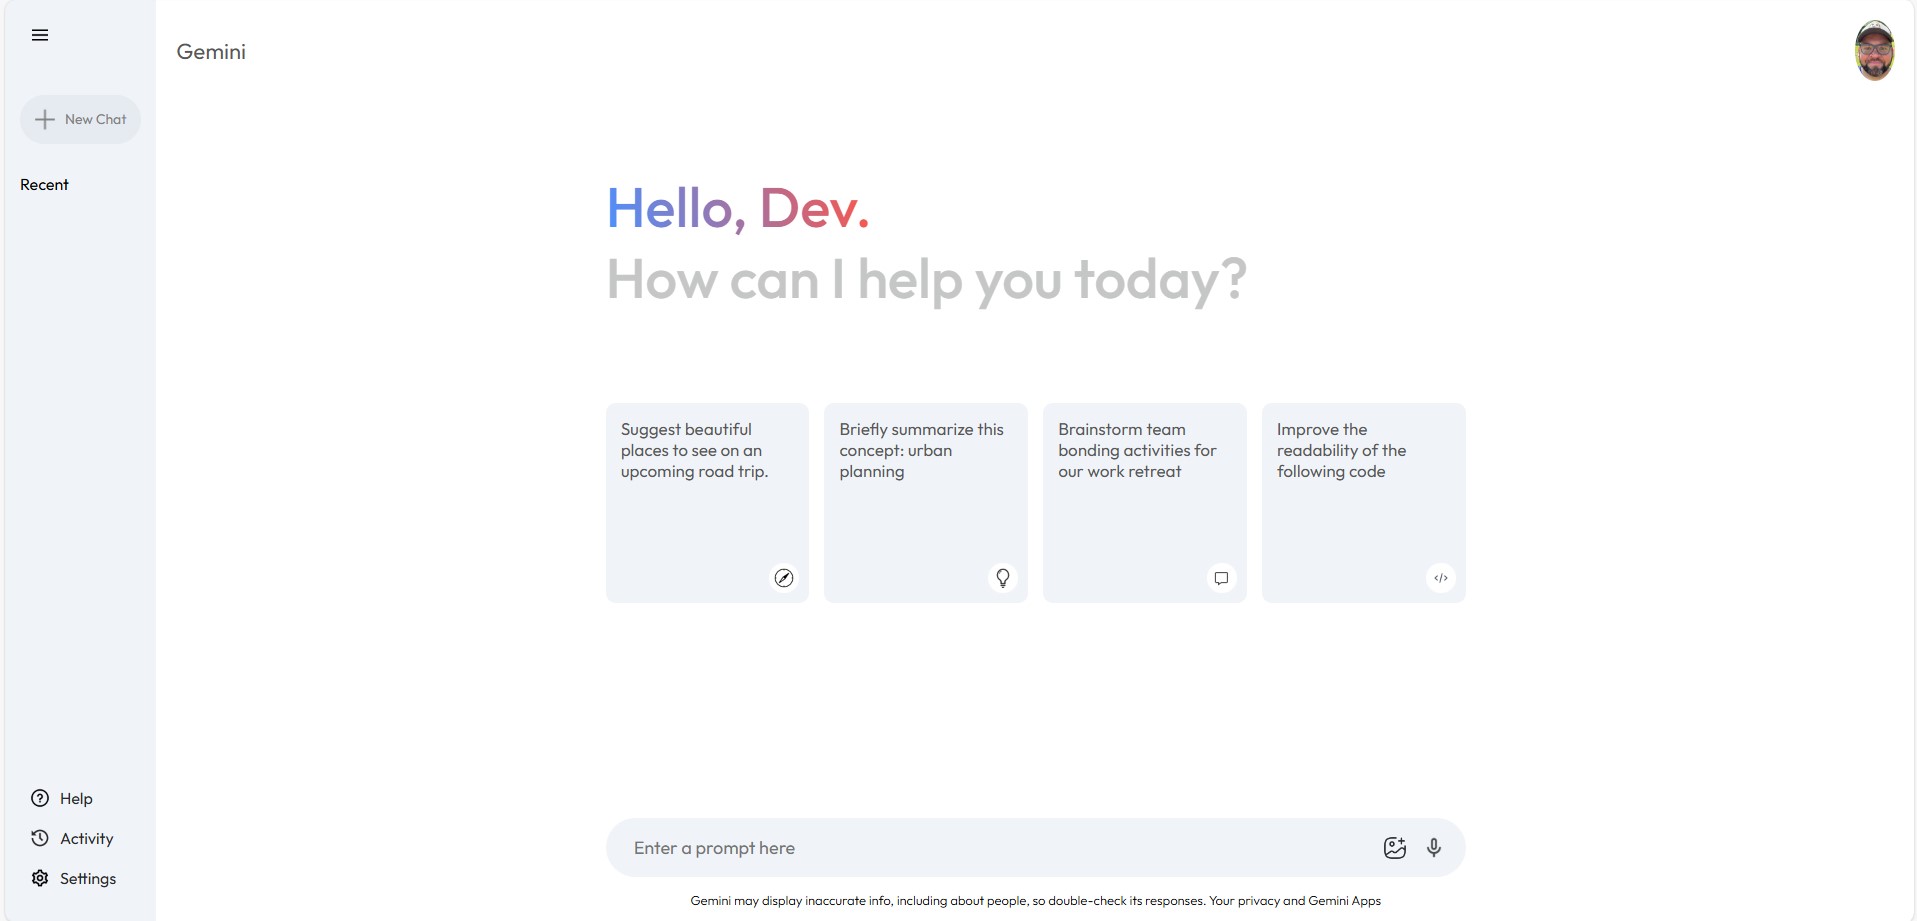 Gemini
New Chat
Recent
Hello, Dev.
How can I help you today?
Suggest beautiful
places to see on an
upcoming road trip.
Briefly summarize this
concept: urban
planning
Brainstorm team
bonding activities for
our work retreat
Improve the
readability of the
following code
Help
Activity
Settings
Enter a prompt here
Gemini may display inaccurate info, including about people, so double-check its responses. Your privacy and Gemini Apps